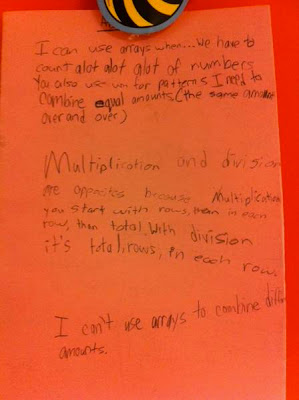 I can use arrays when...We have to
count alot alot alot of numbers
You also use um for patterns I need to
combine equal amounts (the same amount
over and over)
Multiplication and division
are opposites because Multiplication
you start with rows, then in each
row, then total. With division
it's total, rows, in each row.
I can't use arrays to combine
amounts.